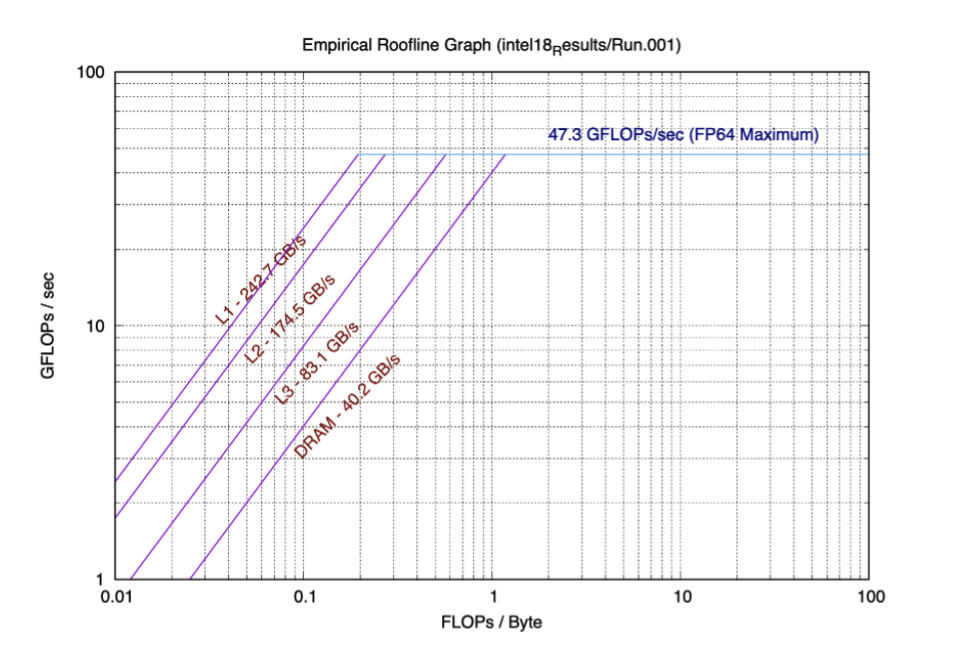 Empirical Roofline Graph (intel18Results/Run.001)
100
47.3 GFLOPs/sec (FP64 Maximum)
L1 - 242.7 GB/s
L2 - 174.5 GB/s
L3 - 83.1 GB/s
DRAM - 40.2 GB/s
GFLOPs / sec
10
1
0.01
0.1
1
10
100
FLOPs / Byte